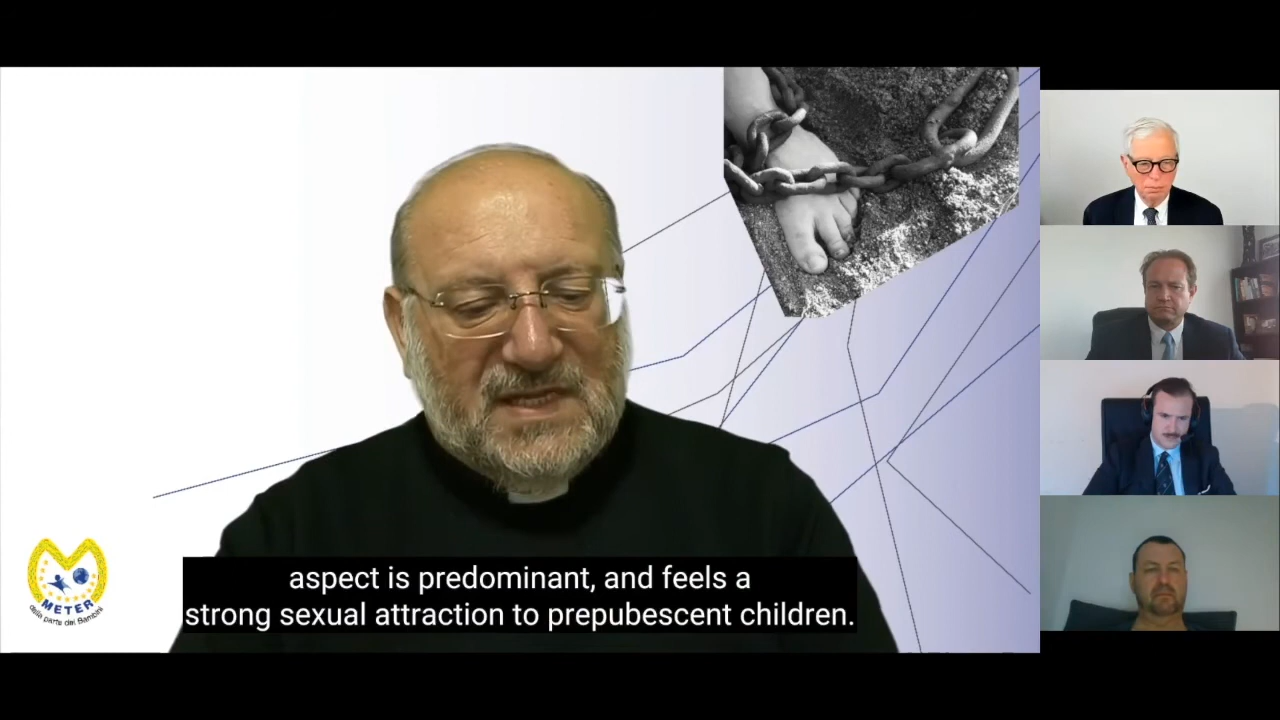 aspect is predominant, and feels a
strong sexual attraction to prepubescent children.
METER
dalla parte dei Bambini